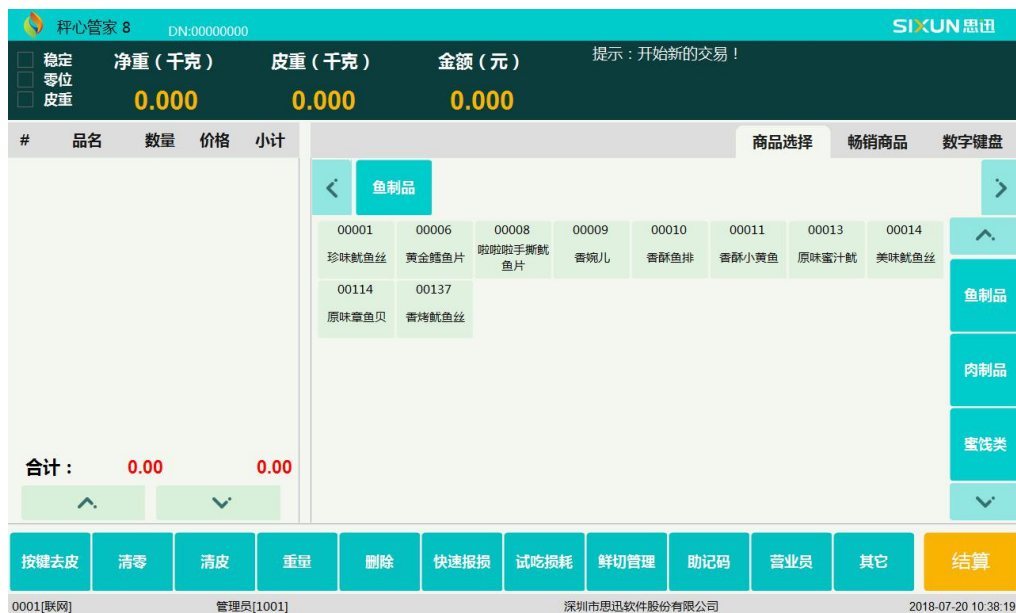 秤心管家 8 DN:00000000 SIXUN思迅
稳定 净重(千克) 皮重(千克) 金额(元) 提示:开始新的交易!
零位
皮重 0.000 0.000 0.000
# 品名 数量 价格 小计 商品选择 畅销商品 数字键盘
鱼制品
00001 00006 00008 00009 00010 00011 00013 00014
珍味鱿鱼丝 黄金鳕鱼片 啦啦啦手撕鱿鱼片 香婉儿 香酥鱼排 香酥小黄鱼 原味蜜汁鱿 美味鱿鱼丝
00114 00137
原味章鱼贝 香烤鱿鱼丝
鱼制品
肉制品
蜜饯类
合计: 0.00 0.00
按键去皮 清零 清皮 重量 删除 快速报损 试吃损耗 鲜切管理 助记码 营业员 其它 结算
0001[联网] 管理员[1001] 深圳市思迅软件股份有限公司 2018-07-20 10:38:19